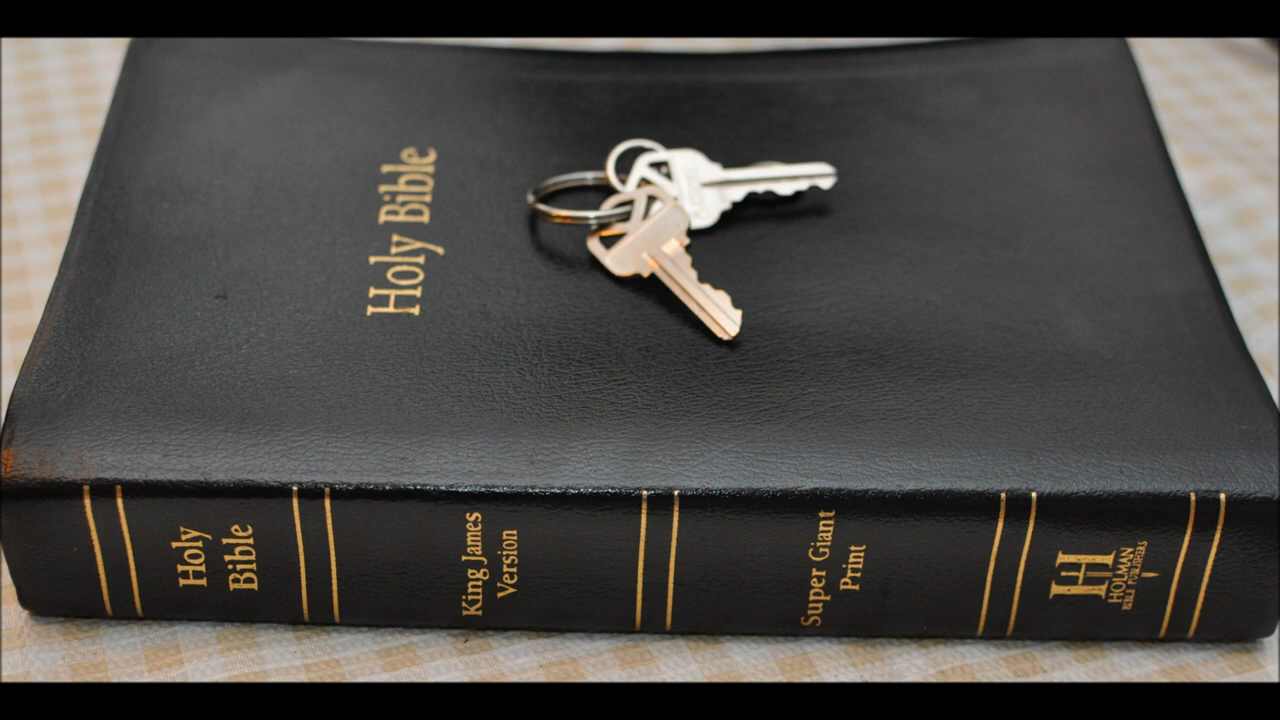 Holy Bible
Holy
Bible
King James
Version
Super Giant
Print
HOLMAN
BIBLE PUBLISHERS